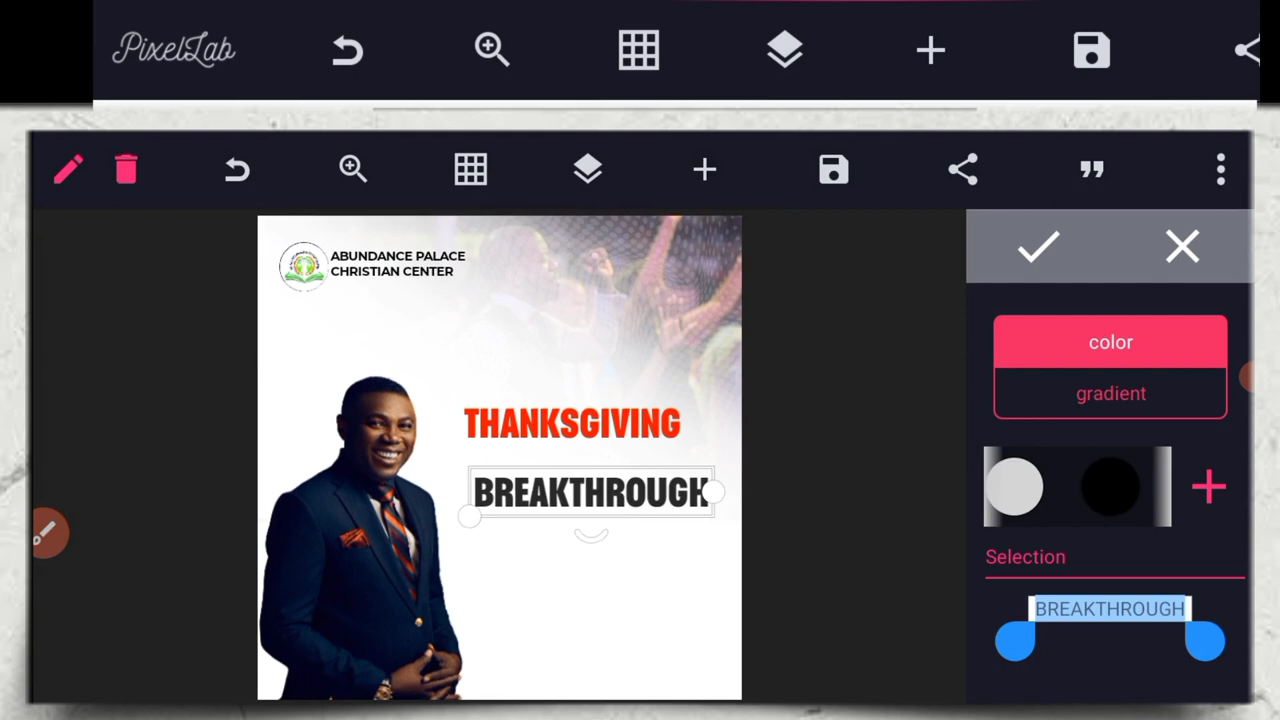 PixelLab
ABUNDANCE PALACE
CHRISTIAN CENTER
THANKSGIVING
BREAKTHROUGH
color
gradient
Selection
BREAKTHROUGH